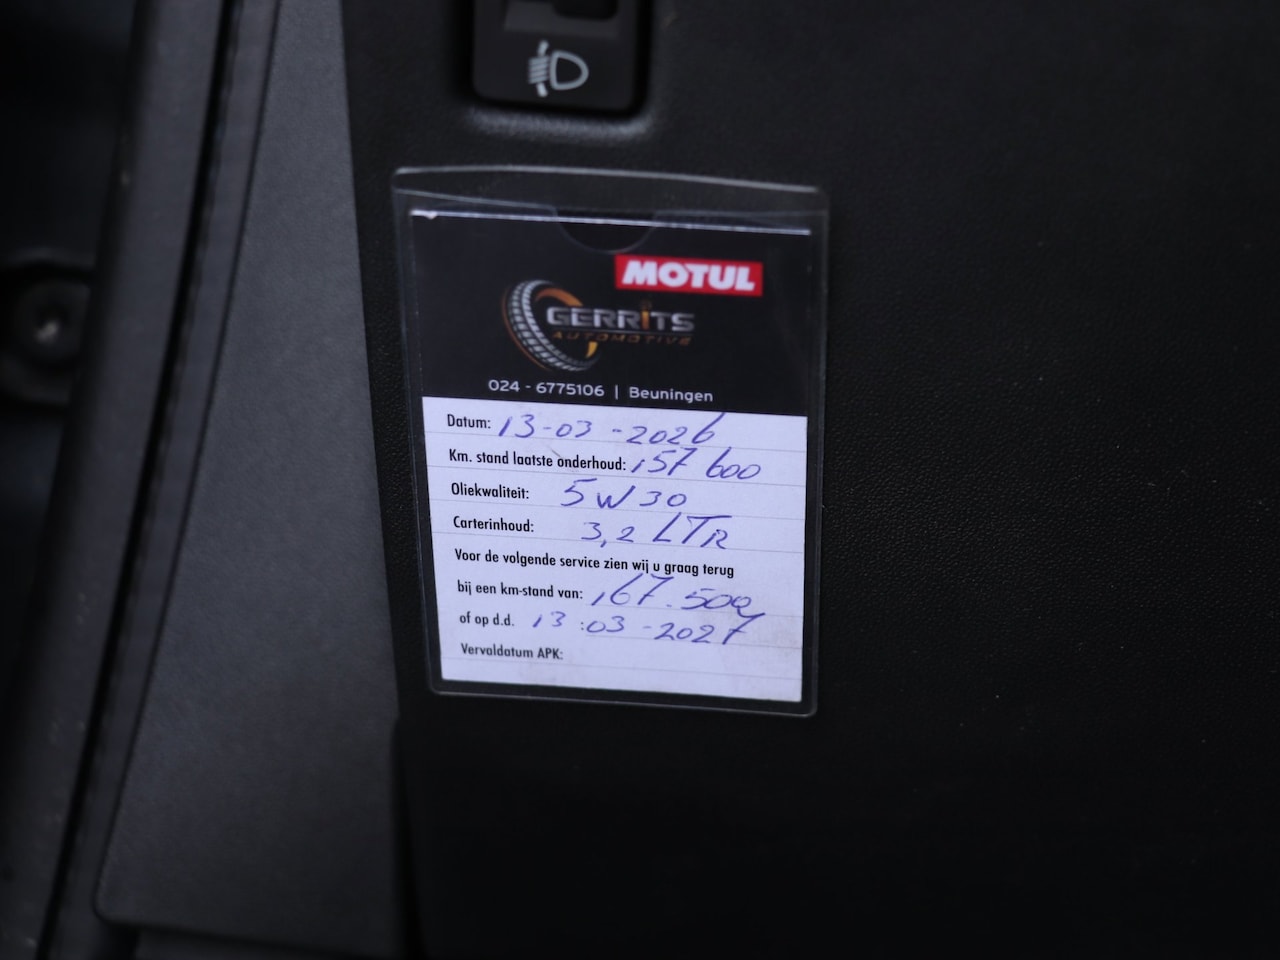 MOTUL
GERRiTS
AUTOMOTIVE
024 - 6775106 | Beuningen
Datum: 13-03-2026
Km. stand laatste onderhoud: 157 600
Oliekwaliteit: 5W30
Carterinhoud: 3,2 LTR
Voor de volgende service zien wij u graag terug
bij een km-stand van: 167.500
of op d.d. 13-03-2027
Vervaldatum APK: